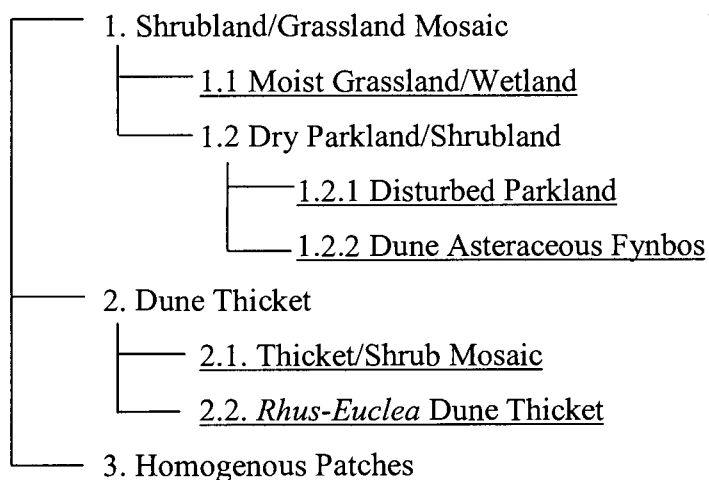 1. Shrubland/Grassland Mosaic
1.1 Moist Grassland/Wetland
1.2 Dry Parkland/Shrubland
1.2.1 Disturbed Parkland
1.2.2 Dune Asteraceous Fynbos
2. Dune Thicket
2.1. Thicket/Shrub Mosaic
2.2. Rhus-Euclea Dune Thicket
3. Homogenous Patches